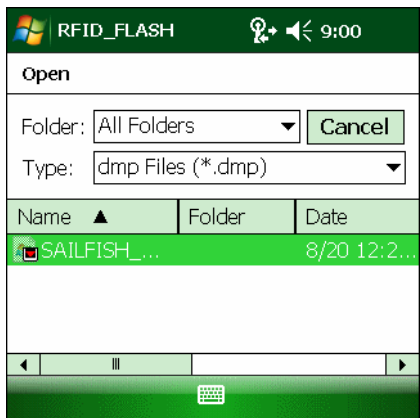 RFID_FLASH 9:00
Open
Folder: All Folders Cancel
Type: dmp Files (*.dmp)
Name Folder Date
SAILFISH_... 8/20 12:2...